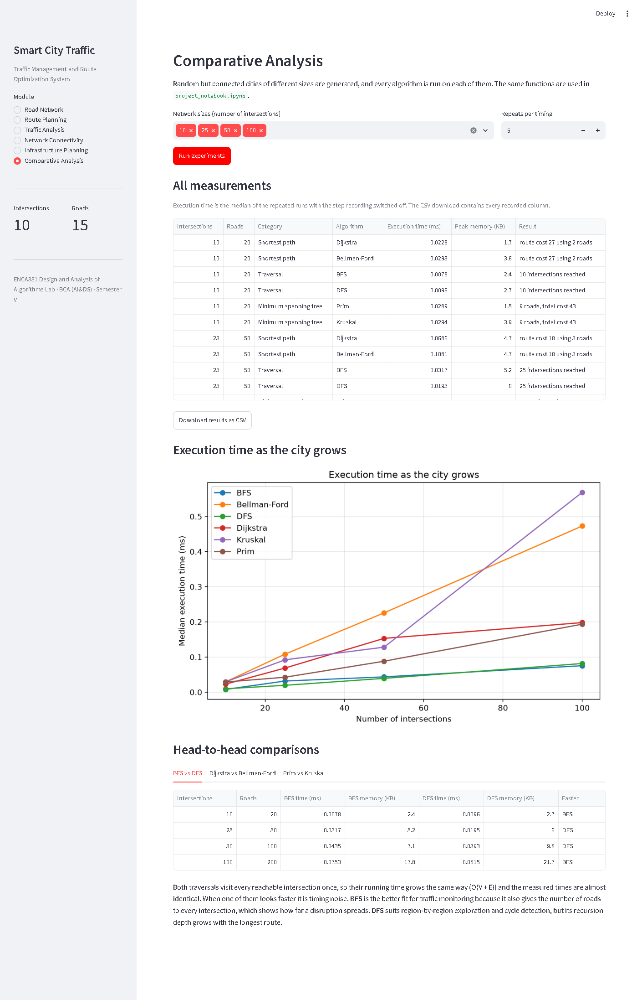 Deploy
Smart City Traffic
Traffic Management and Route
Optimization System
Module
Road Network
Route Planning
Traffic Analysis
Network Connectivity
Infrastructure Planning
Comparative Analysis
Intersections Roads
10 15
ENCA351 Design and Analysis of
Algorithms Lab · BCA (AI&DS) · Semester
V
Comparative Analysis
Random but connected cities of different sizes are generated, and every algorithm is run on each of them. The same functions are used in
project_notebook.ipynb .
Network sizes (number of intersections) Repeats per timing
10 25 50 100 5
Run experiments
All measurements
Execution time is the median of the repeated runs with the step recording switched off. The CSV download contains every recorded column.
Intersections Roads Category Algorithm Execution time (ms) Peak memory (KB) Result
10 20 Shortest path Dijkstra 0.0228 1.7 route cost 27 using 2 roads
10 20 Shortest path Bellman-Ford 0.0293 3.6 route cost 27 using 2 roads
10 20 Traversal BFS 0.0078 2.4 10 intersections reached
10 20 Traversal DFS 0.0096 2.7 10 intersections reached
10 20 Minimum spanning tree Prim 0.0289 1.5 9 roads, total cost 43
10 20 Minimum spanning tree Kruskal 0.0294 3.9 9 roads, total cost 43
25 50 Shortest path Dijkstra 0.0686 4.7 route cost 18 using 5 roads
25 50 Shortest path Bellman-Ford 0.1081 4.7 route cost 18 using 5 roads
25 50 Traversal BFS 0.0317 5.2 25 intersections reached
25 50 Traversal DFS 0.0195 6 25 intersections reached
Download results as CSV
Execution time as the city grows
Execution time as the city grows
BFS
Bellman-Ford
DFS
Dijkstra
Kruskal
Prim
Median execution time (ms)
0.5
0.4
0.3
0.2
0.1
0.0
20 40 60 80 100
Number of intersections
Head-to-head comparisons
BFS vs DFS Dijkstra vs Bellman-Ford Prim vs Kruskal
Intersections Roads BFS time (ms) BFS memory (KB) DFS time (ms) DFS memory (KB) Faster
10 20 0.0078 2.4 0.0096 2.7 BFS
25 50 0.0317 5.2 0.0195 6 DFS
50 100 0.0435 7.1 0.0393 9.8 DFS
100 200 0.0753 17.8 0.0815 21.7 BFS
Both traversals visit every reachable intersection once, so their running time grows the same way (O(V + E)) and the measured times are almost
identical. When one of them looks faster it is timing noise. BFS is the better fit for traffic monitoring because it also gives the number of roads
to every intersection, which shows how far a disruption spreads. DFS suits region-by-region exploration and cycle detection, but its recursion
depth grows with the longest route.